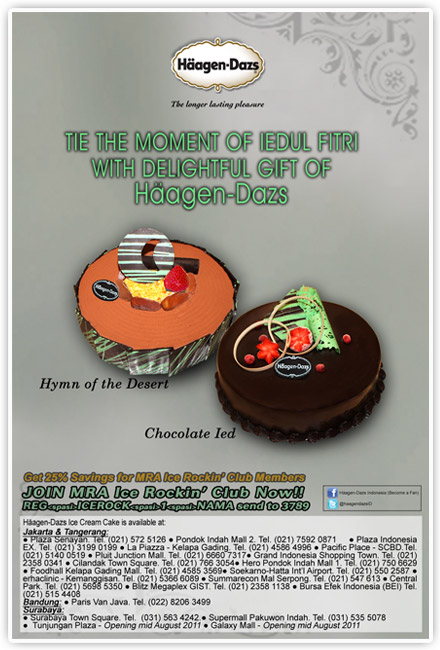 Häagen-Dazs
The longer lasting pleasure
TIE THE MOMENT OF IEDUL FITRI
WITH DELIGHTFUL GIFT OF
Häagen-Dazs
Häagen-Dazs
Hymn of the Desert
Häagen-Dazs
Chocolate Ied
Get 25% Savings for MRA Ice Rockin' Club Members
JOIN MRA Ice Rockin' Club Now!!
REG<spasi>ICEROCK<spasi>1<spasi>NAMA send to 3789
Häagen-Dazs Indonesia (Become a Fan)
@haagendazsID
Häagen-Dazs Ice Cream Cake is available at:
Jakarta & Tangerang:
● Plaza Senayan. Tel. (021) 572 5126 ● Pondok Indah Mall 2. Tel. (021) 7592 0871 ● Plaza Indonesia
EX. Tel. (021) 3199 0199 ● La Piazza - Kelapa Gading. Tel. (021) 4586 4996 ● Pacific Place - SCBD.Tel.
(021) 5140 0519 ● Pluit Junction Mall. Tel. (021) 6660 7317● Grand Indonesia Shopping Town. Tel. (021)
2358 0341 ● Cilandak Town Square. Tel. (021) 766 3054● Hero Pondok Indah Mall 1. Tel. (021) 750 6629
● Foodhall Kelapa Gading Mall. Tel. (021) 4585 3569● Soekarno-Hatta Int'l Airport. Tel. (021) 550 2587 ●
erhaclinic - Kemanggisan. Tel. (021) 5366 6089 ● Summarecon Mal Serpong. Tel. (021) 547 613 ● Central
Park. Tel. (021) 5698 5350 ● Blitz Megaplex GIST. Tel. (021) 2358 1138 ● Bursa Efek Indonesia (BEI) Tel.
(021) 515 4408
Bandung: ● Paris Van Java. Tel. (022) 8206 3499
Surabaya:
● Surabaya Town Square. Tel. (031) 563 4242.● Supermall Pakuwon Indah. Tel. (031) 535 5078
● Tunjungan Plaza - Opening mid August 2011 ● Galaxy Mall - Opening mid August 2011